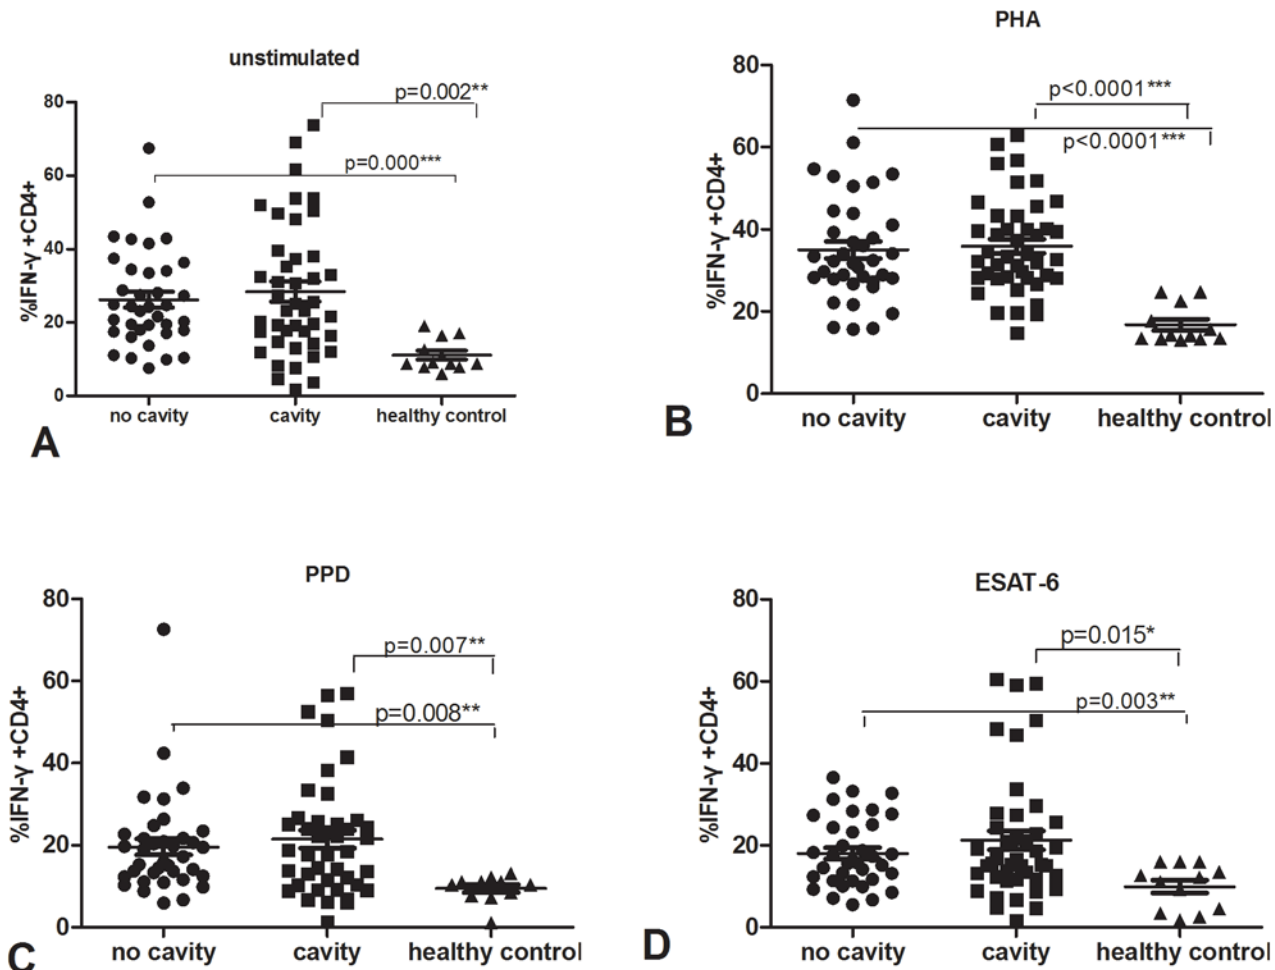 unstimulated
80
60
40
20
0
%IFN-γ +CD4+
p=0.002**
p=0.000***
no cavity
cavity
healthy control
A
PHA
80
60
40
20
0
%IFN-γ +CD4+
p<0.0001***
p<0.0001***
no cavity
cavity
healthy control
B
PPD
80
60
40
20
0
%IFN-γ +CD4+
p=0.007**
p=0.008**
no cavity
cavity
healthy control
C
ESAT-6
80
60
40
20
0
%IFN-γ +CD4+
p=0.015*
p=0.003**
no cavity
cavity
healthy control
D